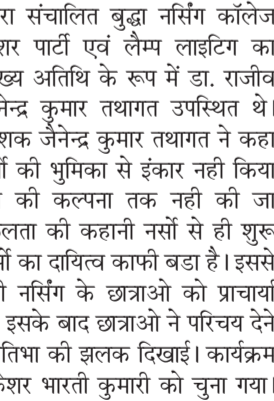 रा संचालित बुद्धा नर्सिंग कॉलेज
शर पार्टी एवं लैम्प लाइटिंग का
ख्य अतिथि के रूप में डा. राजीव
नेन्द्र कुमार तथागत उपस्थित थे।
शक जैनेन्द्र कुमार तथागत ने कहा
र्सो की भुमिका से इंकार नही किया
की कल्पना तक नही की जा
लता की कहानी नर्सो से ही शुरू
र्सो का दायित्व काफी बडा है। इससे
ी नर्सिंग के छात्राओ को प्राचार्या
इसके बाद छात्राओ ने परिचय देने
तिभा की झलक दिखाई। कार्यक्रम
केशर भारती कुमारी को चुना गया।